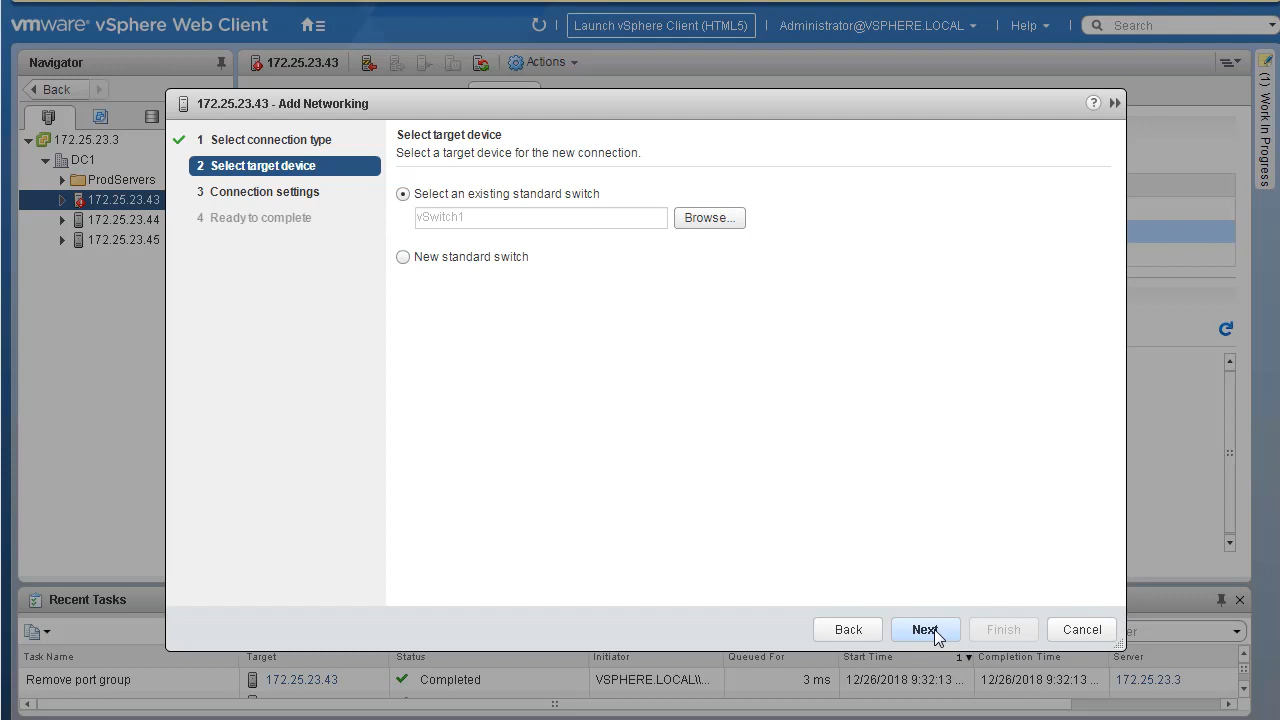 vmware® vSphere Web Client
Launch vSphere Client (HTML5)
Administrator@VSPHERE.LOCAL
Help
Search
Navigator
172.25.23.43
Actions
Back
172.25.23.43 - Add Networking
172.25.23.3
DC1
ProdServers
172.25.23.43
172.25.23.44
172.25.23.45
1 Select connection type
2 Select target device
3 Connection settings
4 Ready to complete
Select target device
Select a target device for the new connection.
Select an existing standard switch
vSwitch1
Browse...
New standard switch
(1) Work In Progress
Back
Next
Finish
Cancel
Recent Tasks
Task Name
Target
Status
Initiator
Queued For
Start Time
1
Completion Time
Server
Remove port group
172.25.23.43
Completed
VSPHERE.LOCAL\\...
3 ms
12/26/2018 9:32:13 ...
12/26/2018 9:32:13 ...
172.25.23.3